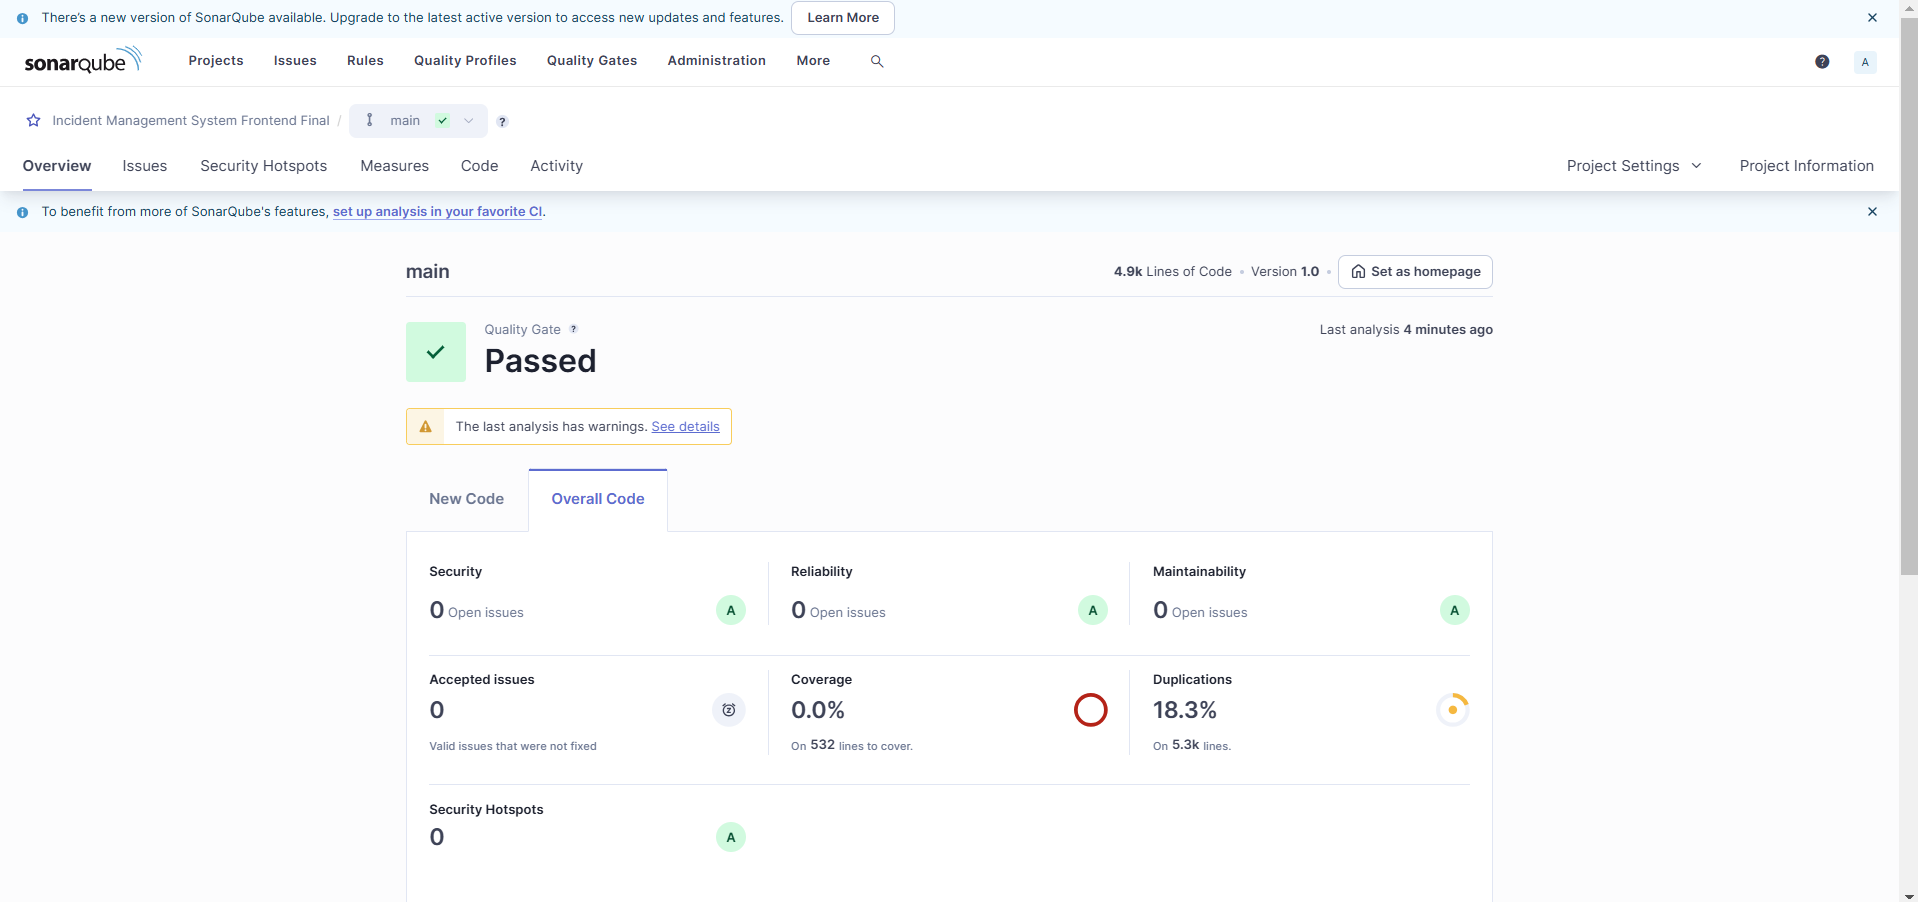 There's a new version of SonarQube available. Upgrade to the latest active version to access new updates and features. Learn More
sonarqube Projects Issues Rules Quality Profiles Quality Gates Administration More ? A
Incident Management System Frontend Final / main ?
Overview Issues Security Hotspots Measures Code Activity Project Settings Project Information
To benefit from more of SonarQube's features, set up analysis in your favorite CI.
main 4.9k Lines of Code • Version 1.0 • Set as homepage
Quality Gate ? Last analysis 4 minutes ago
Passed
The last analysis has warnings. See details
New Code Overall Code
Security Reliability Maintainability
0 Open issues A 0 Open issues A 0 Open issues A
Accepted issues Coverage Duplications
0 0.0% 18.3%
Valid issues that were not fixed On 532 lines to cover. On 5.3k lines.
Security Hotspots
0 A